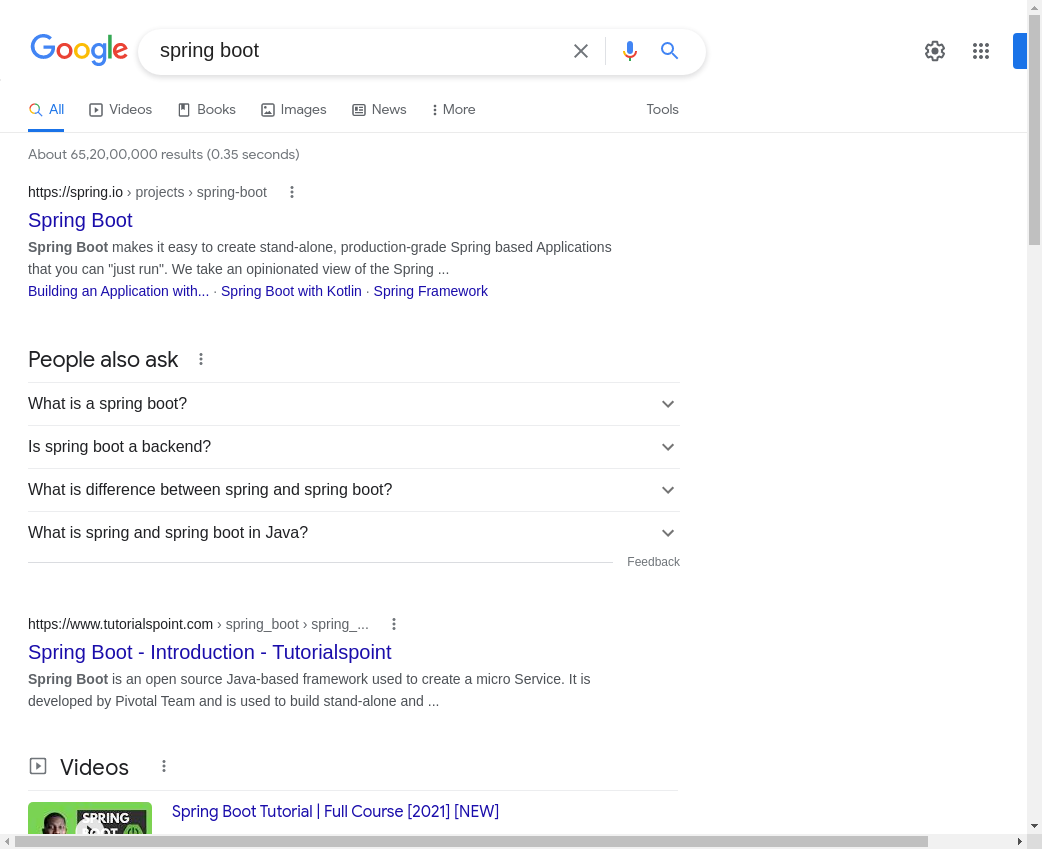 Google
spring boot
All
Videos
Books
Images
News
More
Tools
About 65,20,00,000 results (0.35 seconds)
https://spring.io › projects › spring-boot
Spring Boot
Spring Boot makes it easy to create stand-alone, production-grade Spring based Applications
that you can "just run". We take an opinionated view of the Spring ...
Building an Application with... · Spring Boot with Kotlin · Spring Framework
People also ask
What is a spring boot?
Is spring boot a backend?
What is difference between spring and spring boot?
What is spring and spring boot in Java?
Feedback
https://www.tutorialspoint.com › spring_boot › spring_...
Spring Boot - Introduction - Tutorialspoint
Spring Boot is an open source Java-based framework used to create a micro Service. It is
developed by Pivotal Team and is used to build stand-alone and ...
Videos
Spring Boot Tutorial | Full Course [2021] [NEW]
SPRING
BOOT